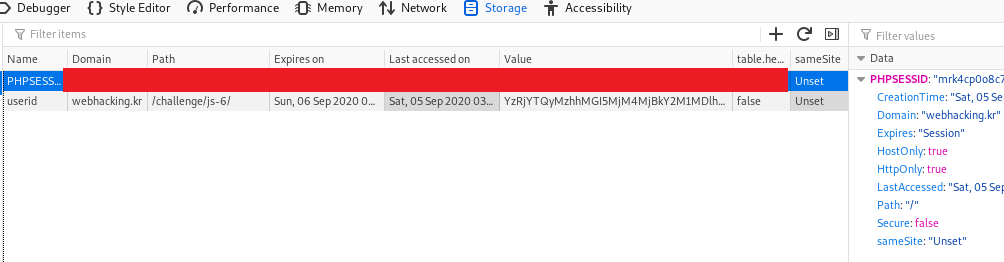 Debugger Style Editor Performance Memory Network Storage Accessibility
Filter items
Filter values
Name Domain Path Expires on Last accessed on Value table.he... sameSite
Data
PHPSESS... Unset
PHPSESSID: "mrk4cp0o8c7
userid webhacking.kr /challenge/js-6/ Sun, 06 Sep 2020 0... Sat, 05 Sep 2020 03... YzRjYTQyMzhhMGI5MjM4MjBkY2M1MDlh... false Unset
CreationTime: "Sat, 05 Sep
Domain: "webhacking.kr"
Expires: "Session"
HostOnly: true
HttpOnly: true
LastAccessed: "Sat, 05 Sep
Path: "/"
Secure: false
sameSite: "Unset"